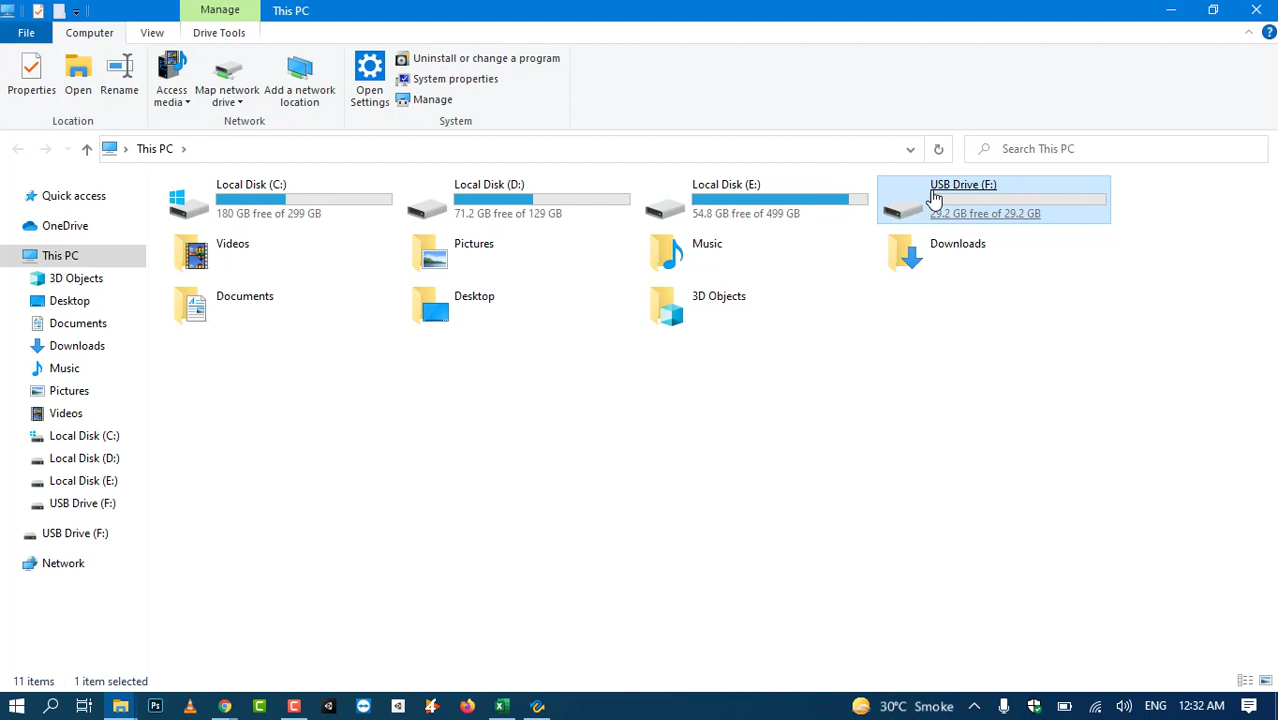 Manage
This PC
File
Computer
View
Drive Tools
Properties
Open
Rename
Access media
Map network drive
Add a network location
Open Settings
Uninstall or change a program
System properties
Manage
Location
Network
System
This PC
Search This PC
Quick access
OneDrive
This PC
3D Objects
Desktop
Documents
Downloads
Music
Pictures
Videos
Local Disk (C:)
Local Disk (D:)
Local Disk (E:)
USB Drive (F:)
USB Drive (F:)
Network
Local Disk (C:)
180 GB free of 299 GB
Local Disk (D:)
71.2 GB free of 129 GB
Local Disk (E:)
54.8 GB free of 499 GB
USB Drive (F:)
29.2 GB free of 29.2 GB
Videos
Pictures
Music
Downloads
Documents
Desktop
3D Objects
11 items
1 item selected
Ps
30°C Smoke
ENG
12:32 AM